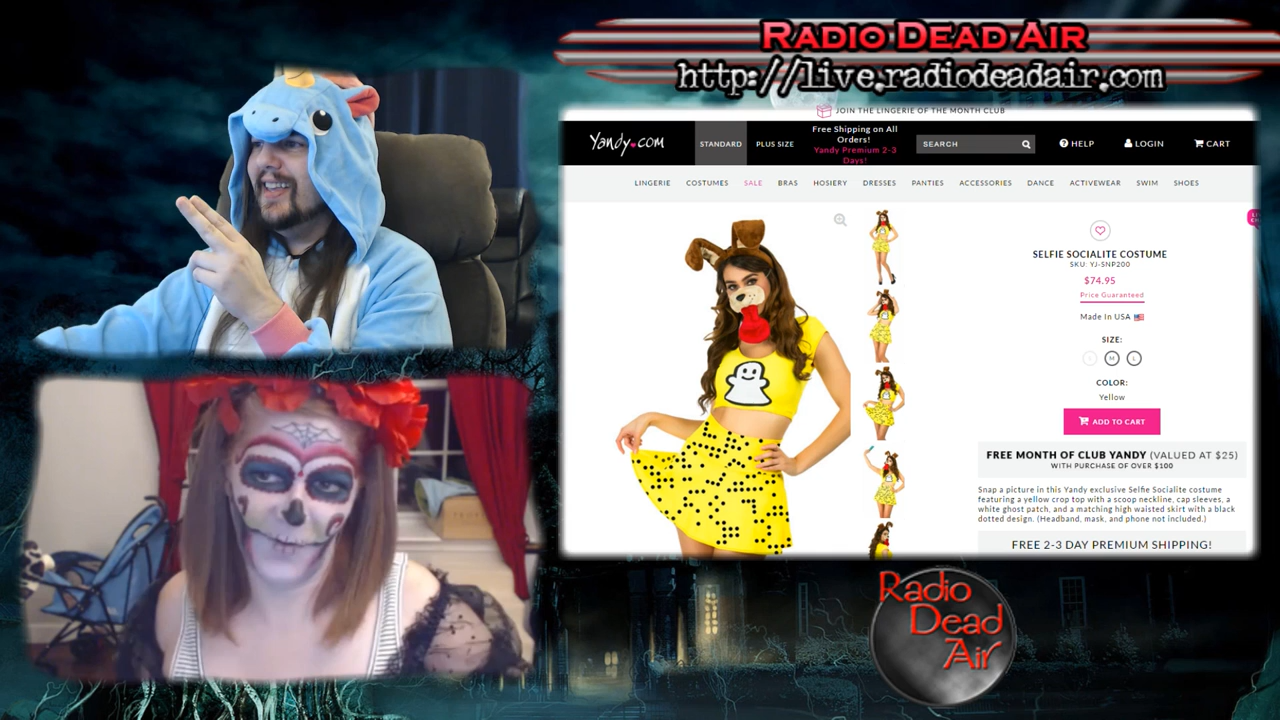 RADIO DEAD AIR
http://live.radiodeadair.com
JOIN THE LINGERIE OF THE MONTH CLUB
Yandy.com
STANDARD
PLUS SIZE
Free Shipping on All
Orders!
Yandy Premium 2-3
Days!
SEARCH
HELP
LOGIN
CART
LINGERIE COSTUMES SALE BRAS HOSIERY DRESSES PANTIES ACCESSORIES DANCE ACTIVEWEAR SWIM SHOES
SELFIE SOCIALITE COSTUME
SKU: YJ-SNP200
$74.95
Price Guaranteed
Made In USA
SIZE:
M L
COLOR:
Yellow
ADD TO CART
FREE MONTH OF CLUB YANDY (VALUED AT $25)
WITH PURCHASE OF OVER $100
Snap a picture in this Yandy exclusive Selfie Socialite costume
featuring a yellow crop top with a scoop neckline, cap sleeves, a
white ghost patch, and a matching high waisted skirt with a black
dotted design. (Headband, mask, and phone not included.)
FREE 2-3 DAY PREMIUM SHIPPING!
Radio
Dead
Air